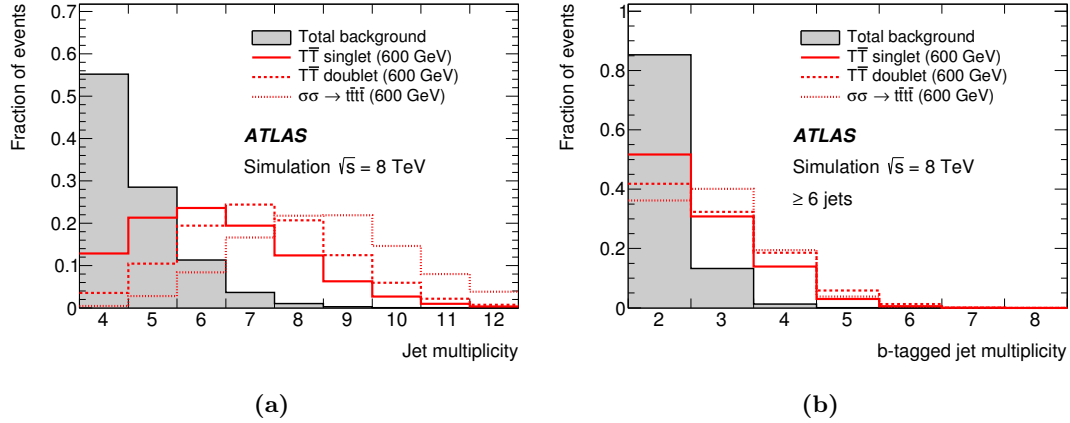 Fraction of events
0.7
0.6
0.5
0.4
0.3
0.2
0.1
0
Total background
TT̅ singlet (600 GeV)
TT̅ doublet (600 GeV)
σσ → tt̅tt̅ (600 GeV)
ATLAS
Simulation √s = 8 TeV
4 5 6 7 8 9 10 11 12
Jet multiplicity
(a)
Fraction of events
1
0.8
0.6
0.4
0.2
0
Total background
TT̅ singlet (600 GeV)
TT̅ doublet (600 GeV)
σσ → tt̅tt̅ (600 GeV)
ATLAS
Simulation √s = 8 TeV
≥ 6 jets
2 3 4 5 6 7 8
b-tagged jet multiplicity
(b)